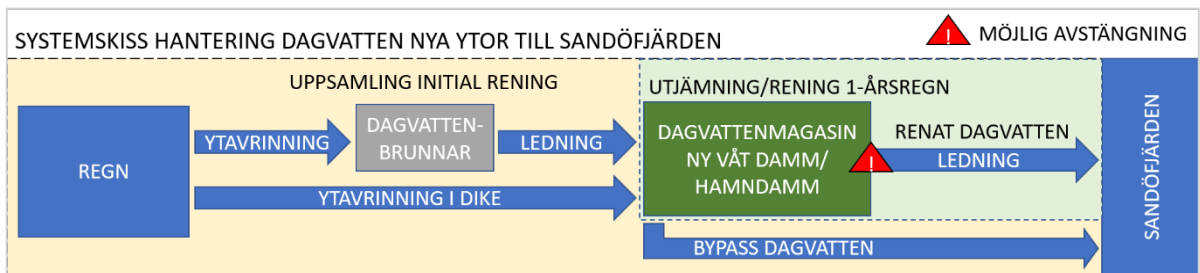 SYSTEMSKISS HANTERING DAGVATTEN NYA YTOR TILL SANDÖFJÄRDEN
! MÖJLIG AVSTÄNGNING
UPPSAMLING INITIAL RENING
UTJÄMNING/RENING 1-ÅRSREGN
REGN
YTAVRINNING
DAGVATTEN-
BRUNNAR
LEDNING
YTAVRINNING I DIKE
DAGVATTENMAGASIN
NY VÅT DAMM/
HAMNDAMM
!
RENAT DAGVATTEN
LEDNING
BYPASS DAGVATTEN
SANDÖFJÄRDEN